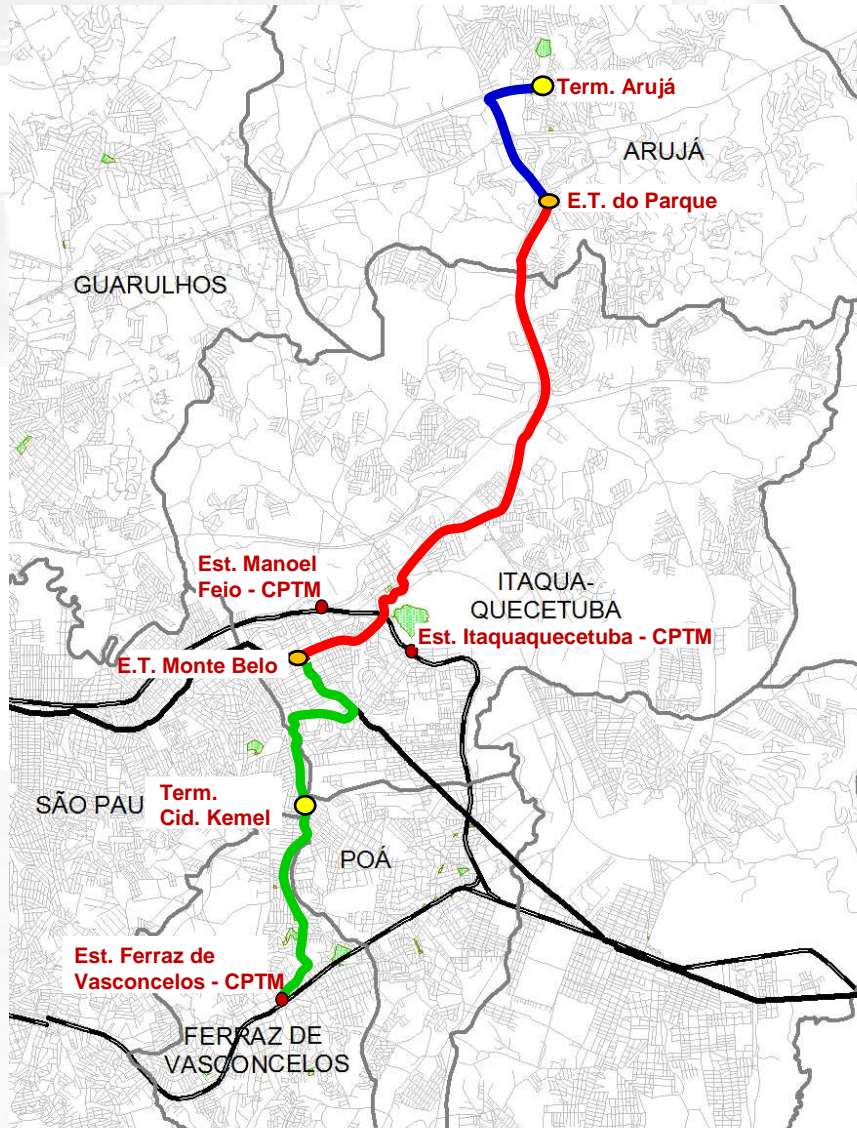 Term. Arujá
ARUJÁ
E.T. do Parque
GUARULHOS
Est. Manoel
Feio - CPTM
ITAQUA-
QUECETUBA
Est. Itaquaquecetuba - CPTM
E.T. Monte Belo
SÃO PAU
Term.
Cid. Kemel
POÁ
Est. Ferraz de
Vasconcelos - CPTM
FERRAZ DE
VASCONCELOS